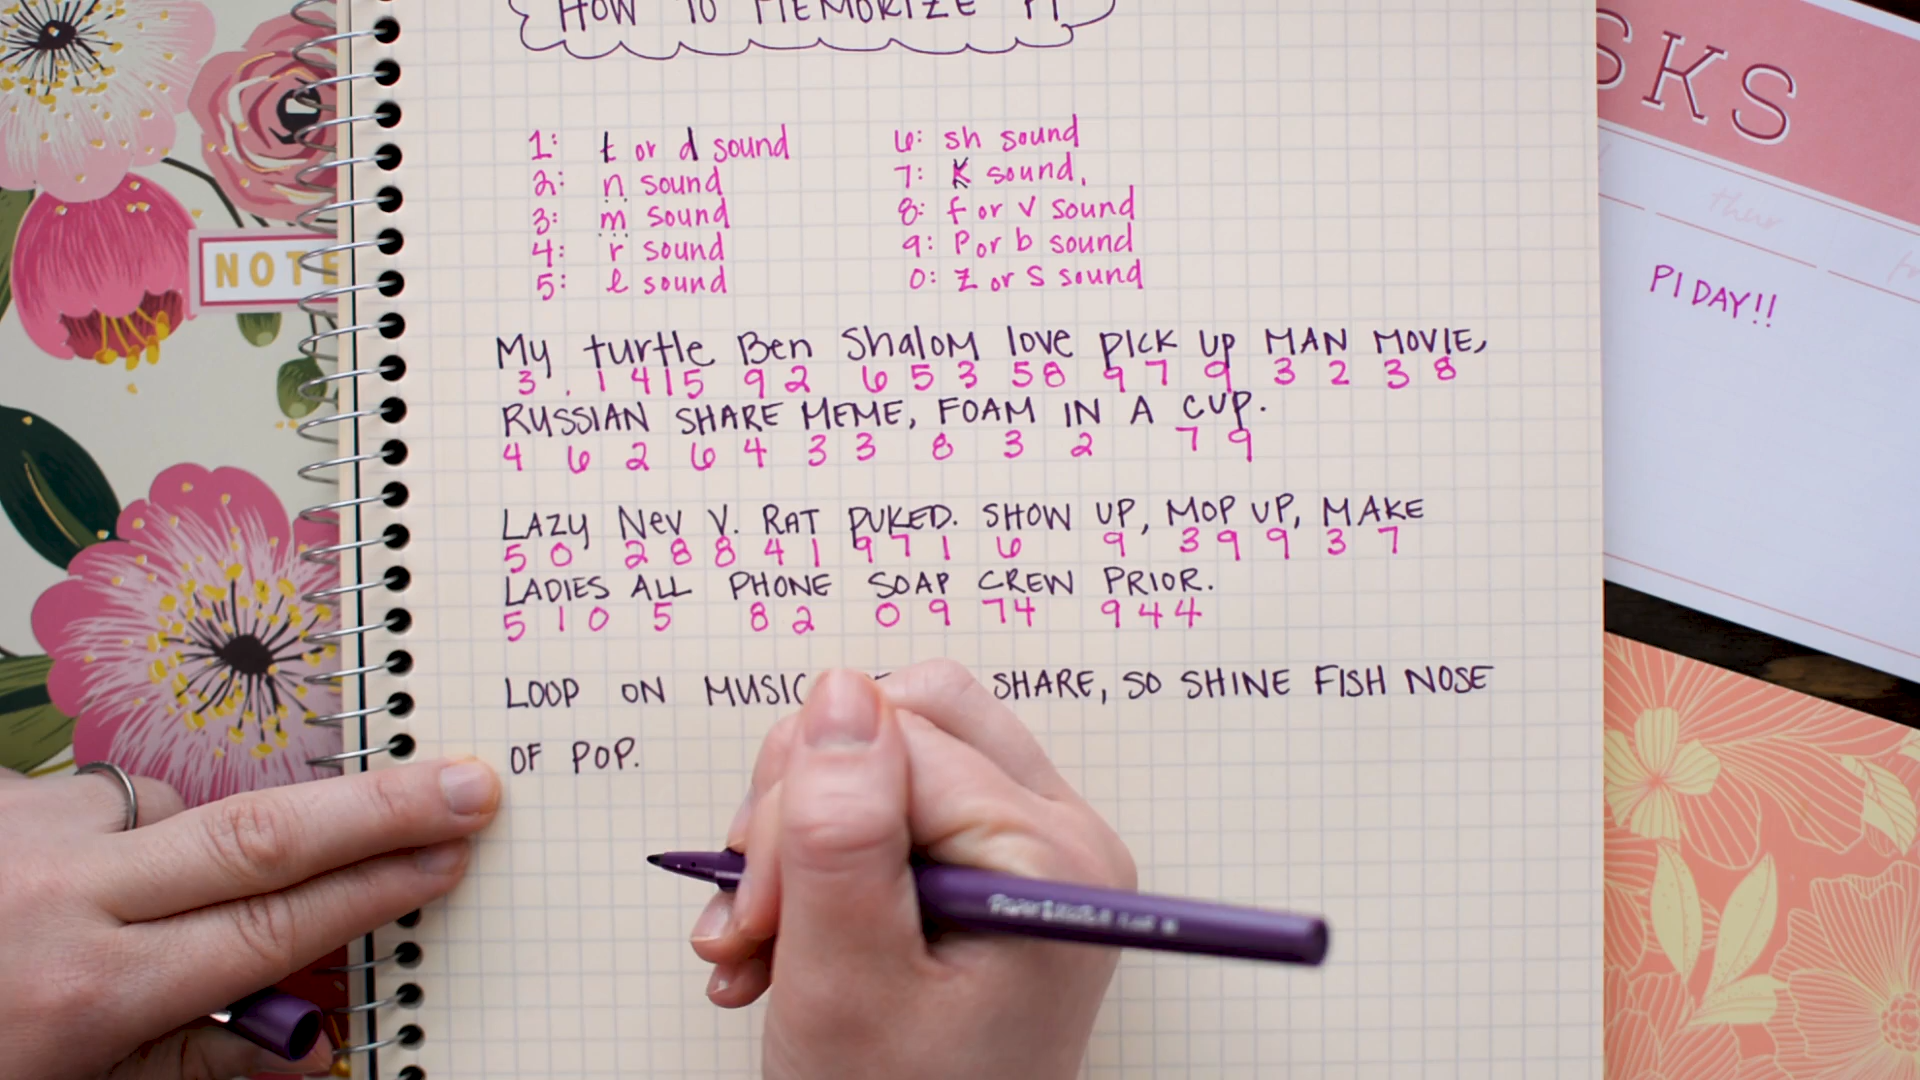 HOW TO MEMORIZE PI
1: t or d sound
2: n sound
3: m sound
4: r sound
5: l sound
6: sh sound
7: K sound,
8: f or v sound
9: P or b sound
0: z or s sound
My turtle Ben Shalom love pick up MAN MOVIE,
3 . 1 4 1 5 9 2 6 5 3 5 8 9 7 9 3 2 3 8
RUSSIAN SHARE MEME, FOAM IN A CUP.
4 6 2 6 4 3 3 8 3 2 7 9
LAZY NeV V. RAT PUKED. SHOW UP, MOP UP, MAKE
5 0 2 8 8 4 1 9 7 1 6 9 3 9 9 3 7
LADIES ALL PHONE SOAP CREW PRIOR.
5 1 0 5 8 2 0 9 7 4 9 4 4
LOOP ON MUSIC SHARE, SO SHINE FISH NOSE
OF POP.
NOTE
SKS
thur
PI DAY!!